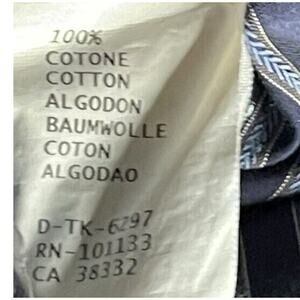 100%
COTONE
COTTON
ALGODON
BAUMWOLLE
COTON
ALGODAO
D-TK-6297
RN-101133
CA 38332